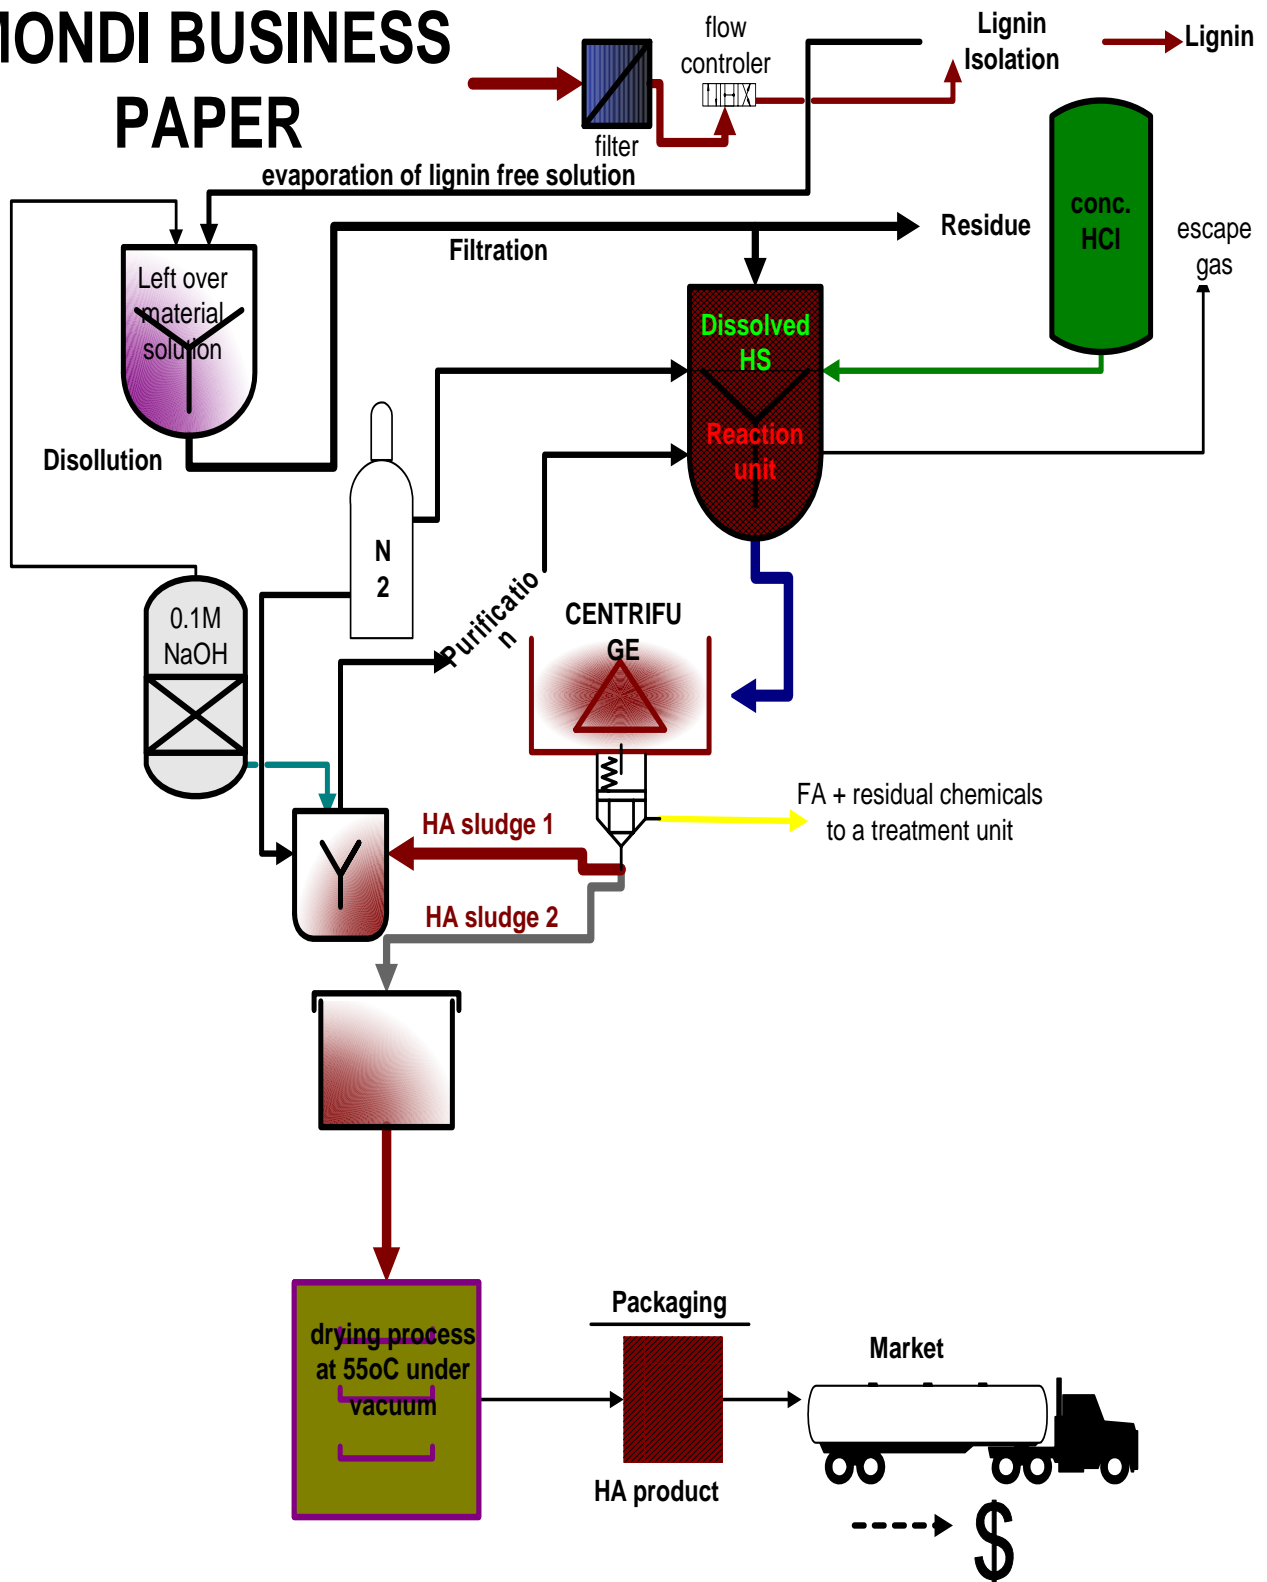 MONDI BUSINESS
PAPER
flow
controler
filter
Lignin
Isolation
Lignin
evaporation of lignin free solution
conc.
HCl
Residue
escape
gas
Filtration
Left over
material
solution
Dissolved
HS
Reaction
unit
Disollution
N
2
0.1M
NaOH
Purificatio
n
CENTRIFU
GE
FA + residual chemicals
to a treatment unit
HA sludge 1
HA sludge 2
drying process
at 55oC under
vacuum
Packaging
HA product
Market
$